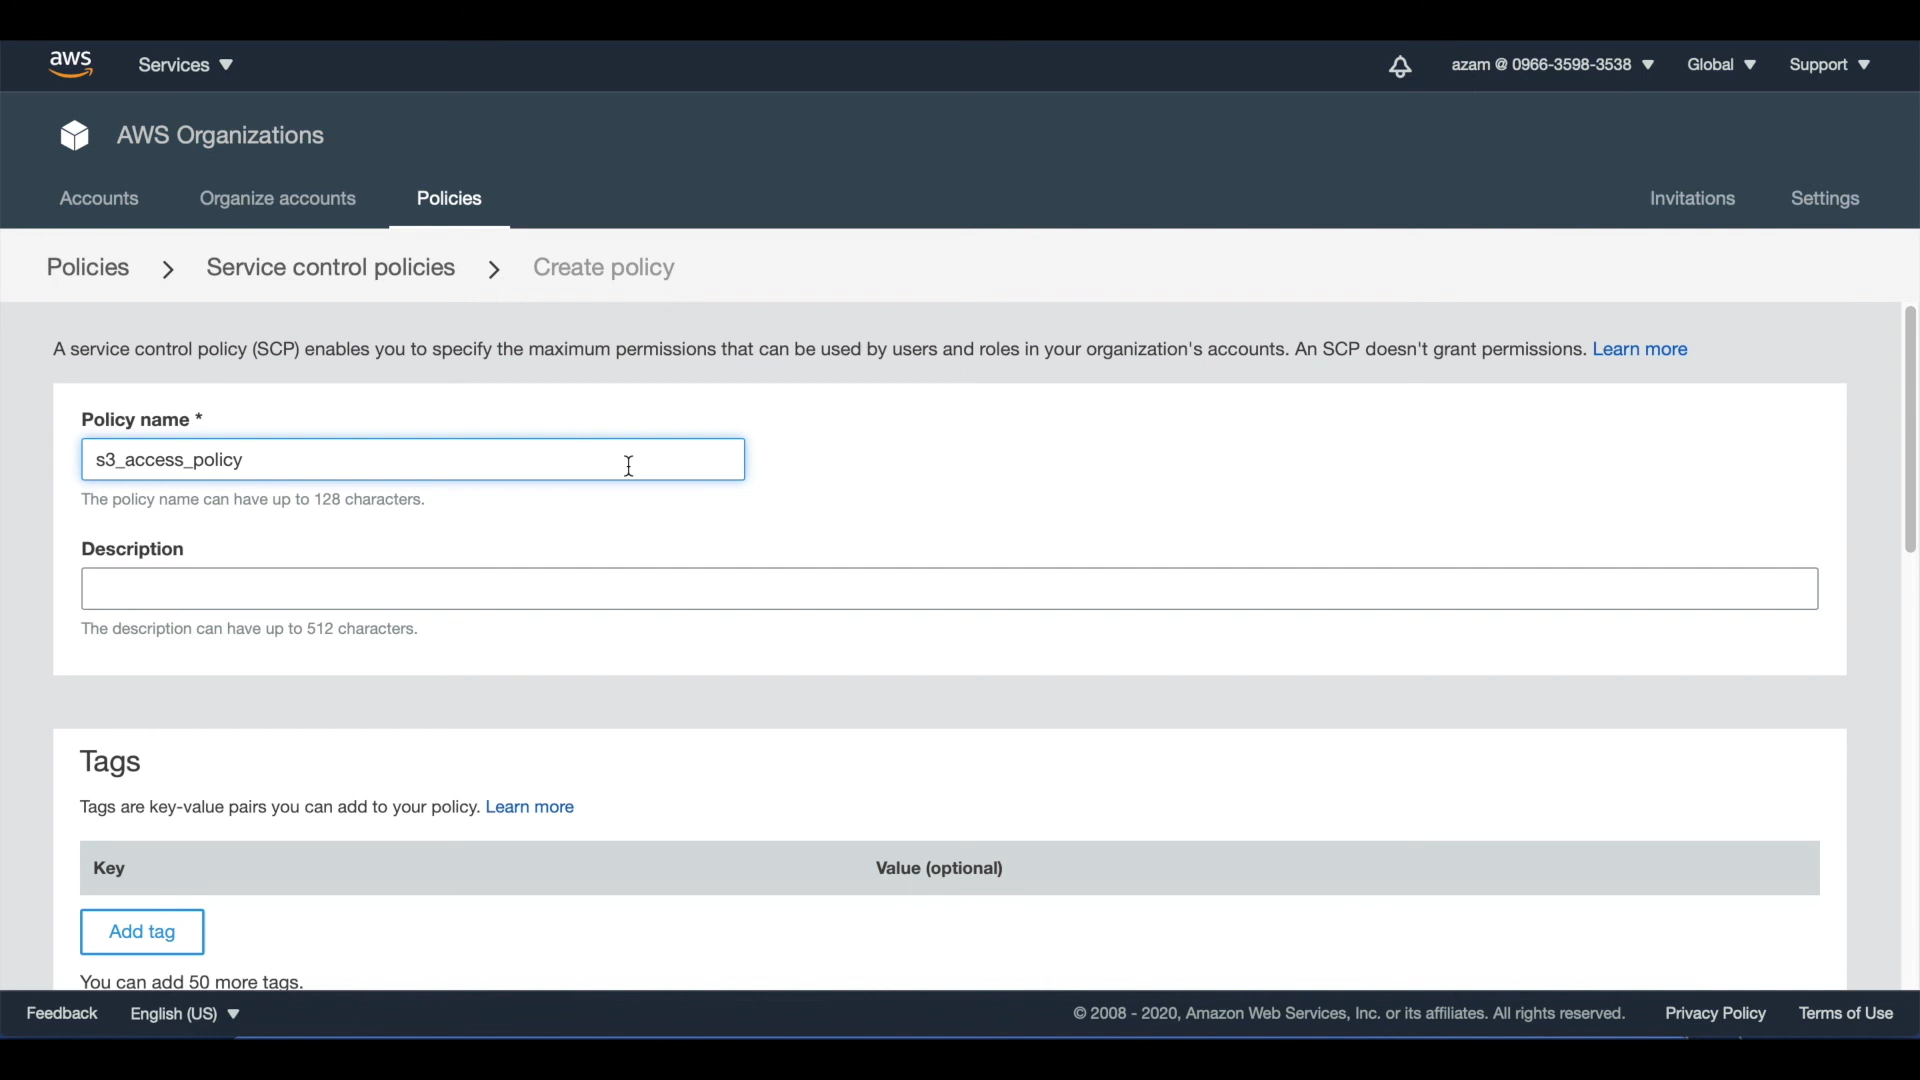 aws Services azam @ 0966-3598-3538 Global Support
AWS Organizations
Accounts Organize accounts Policies Invitations Settings
Policies > Service control policies > Create policy
A service control policy (SCP) enables you to specify the maximum permissions that can be used by users and roles in your organization's accounts. An SCP doesn't grant permissions. Learn more
Policy name *
s3_access_policy
The policy name can have up to 128 characters.
Description
The description can have up to 512 characters.
Tags
Tags are key-value pairs you can add to your policy. Learn more
Key Value (optional)
Add tag
You can add 50 more tags.
Feedback English (US) © 2008 - 2020, Amazon Web Services, Inc. or its affiliates. All rights reserved. Privacy Policy Terms of Use